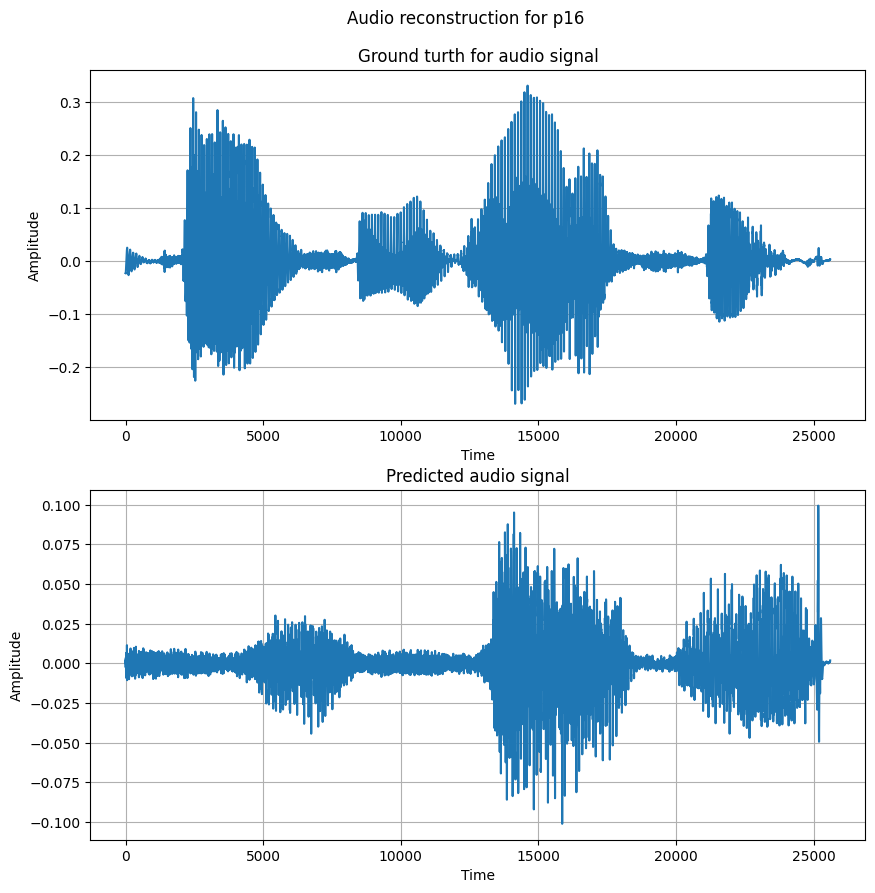 Audio reconstruction for p16
Ground turth for audio signal
Amplitude
0.3
0.2
0.1
0.0
−0.1
−0.2
0 5000 10000 15000 20000 25000
Time
Predicted audio signal
Amplitude
0.100
0.075
0.050
0.025
0.000
−0.025
−0.050
−0.075
−0.100
0 5000 10000 15000 20000 25000
Time